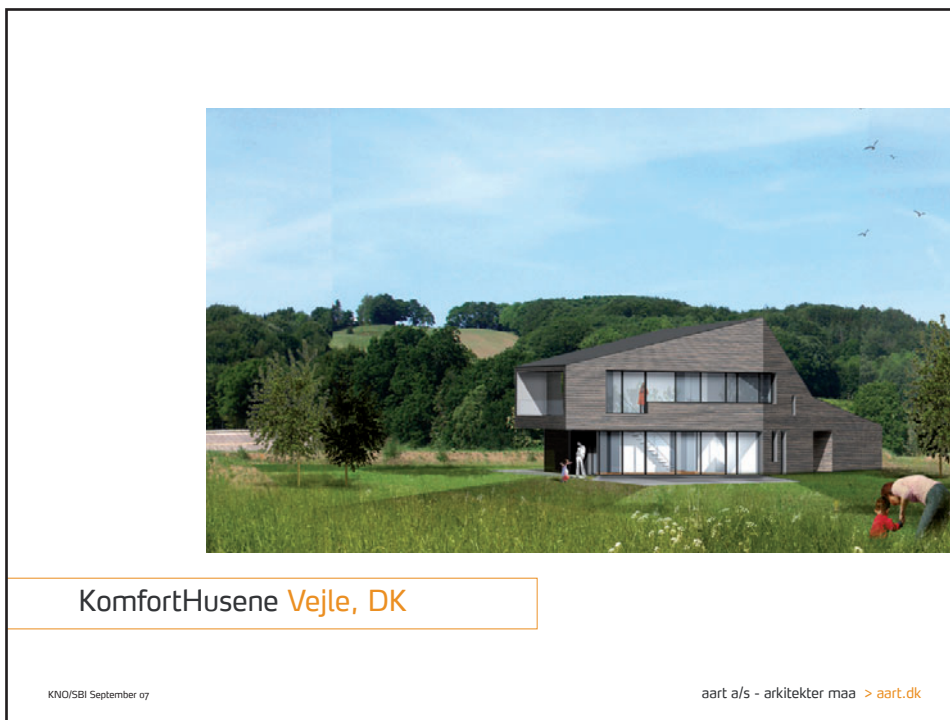 KomfortHusene Vejle, DK
KNO/SBI September 07
aart a/s - arkitekter maa > aart.dk